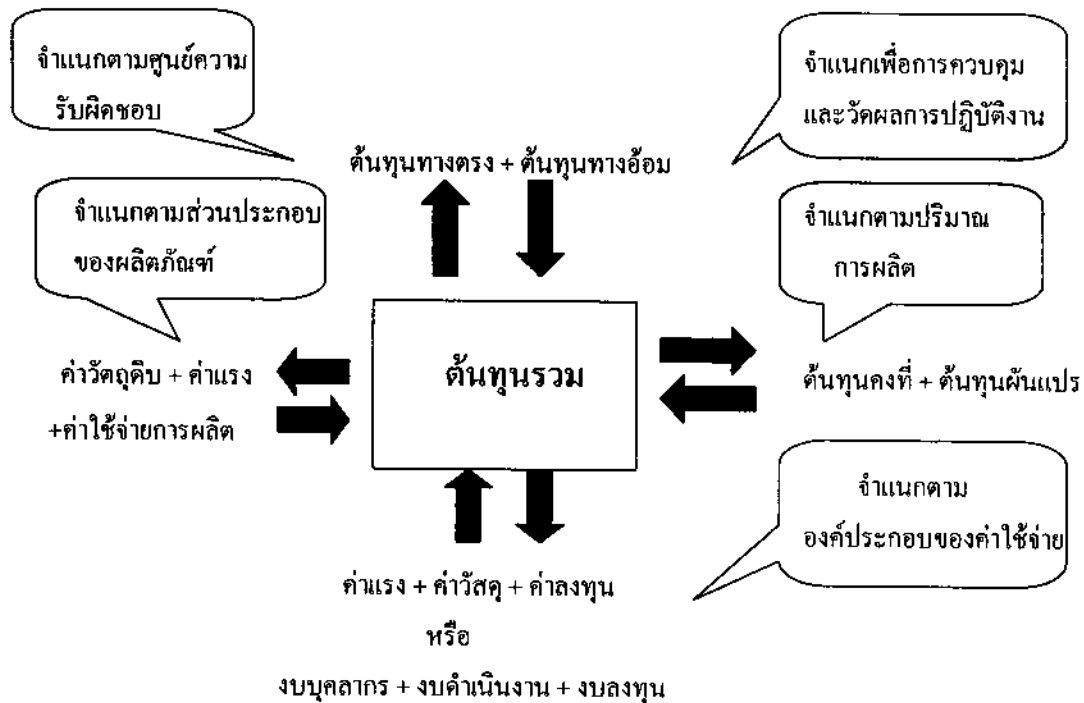 จำแนกตามศูนย์ความ
รับผิดชอบ
จำแนกเพื่อการควบคุม
และวัดผลการปฏิบัติงาน
ต้นทุนทางตรง + ต้นทุนทางอ้อม
จำแนกตามส่วนประกอบ
ของผลิตภัณฑ์
จำแนกตามปริมาณ
การผลิต
ค่าวัตถุดิบ + ค่าแรง
+ค่าใช้จ่ายการผลิต
ต้นทุนรวม
ต้นทุนคงที่ + ต้นทุนผันแปร
จำแนกตาม
องค์ประกอบของค่าใช้จ่าย
ค่าแรง + ค่าวัสดุ + ค่าลงทุน
หรือ
งบบุคลากร + งบดำเนินงาน + งบลงทุน